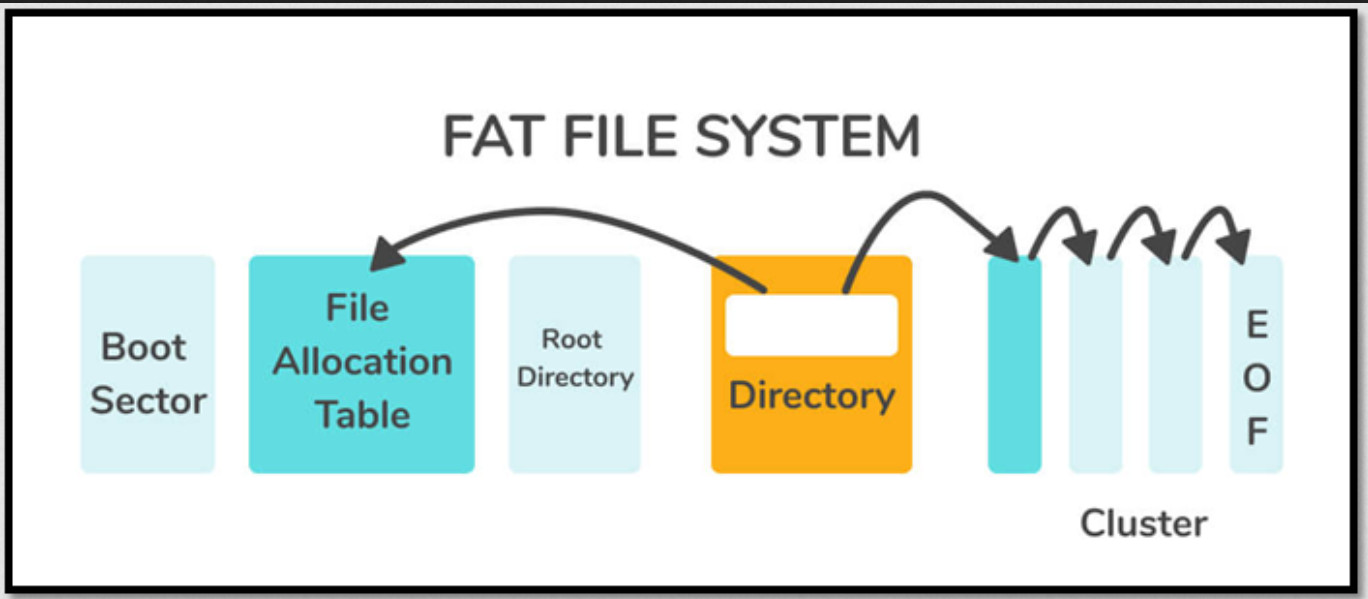 FAT FILE SYSTEM
Boot
Sector
File
Allocation
Table
Root
Directory
Directory
E
O
F
Cluster